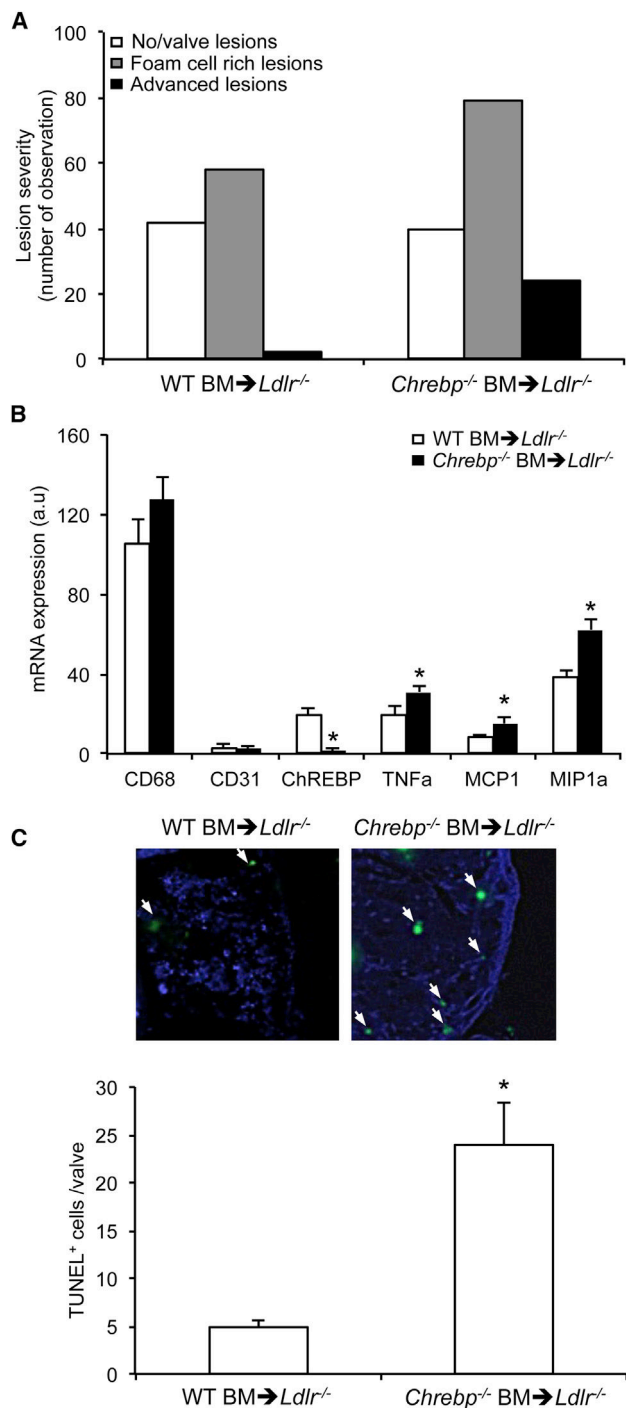 A
100
80
60
40
20
0
Lesion severity
(number of observation)
No/valve lesions
Foam cell rich lesions
Advanced lesions
WT BM➔Ldlr-/-
Chrebp-/- BM➔Ldlr-/-
B
160
120
80
40
0
mRNA expression (a.u)
WT BM➔Ldlr-/-
Chrebp-/- BM➔Ldlr-/-
*
*
*
*
CD68 CD31 ChREBP TNFa MCP1 MIP1a
C
WT BM➔Ldlr-/- Chrebp-/- BM➔Ldlr-/-
30
25
20
15
10
5
0
TUNEL+ cells /valve
*
WT BM➔Ldlr-/-
Chrebp-/- BM➔Ldlr-/-